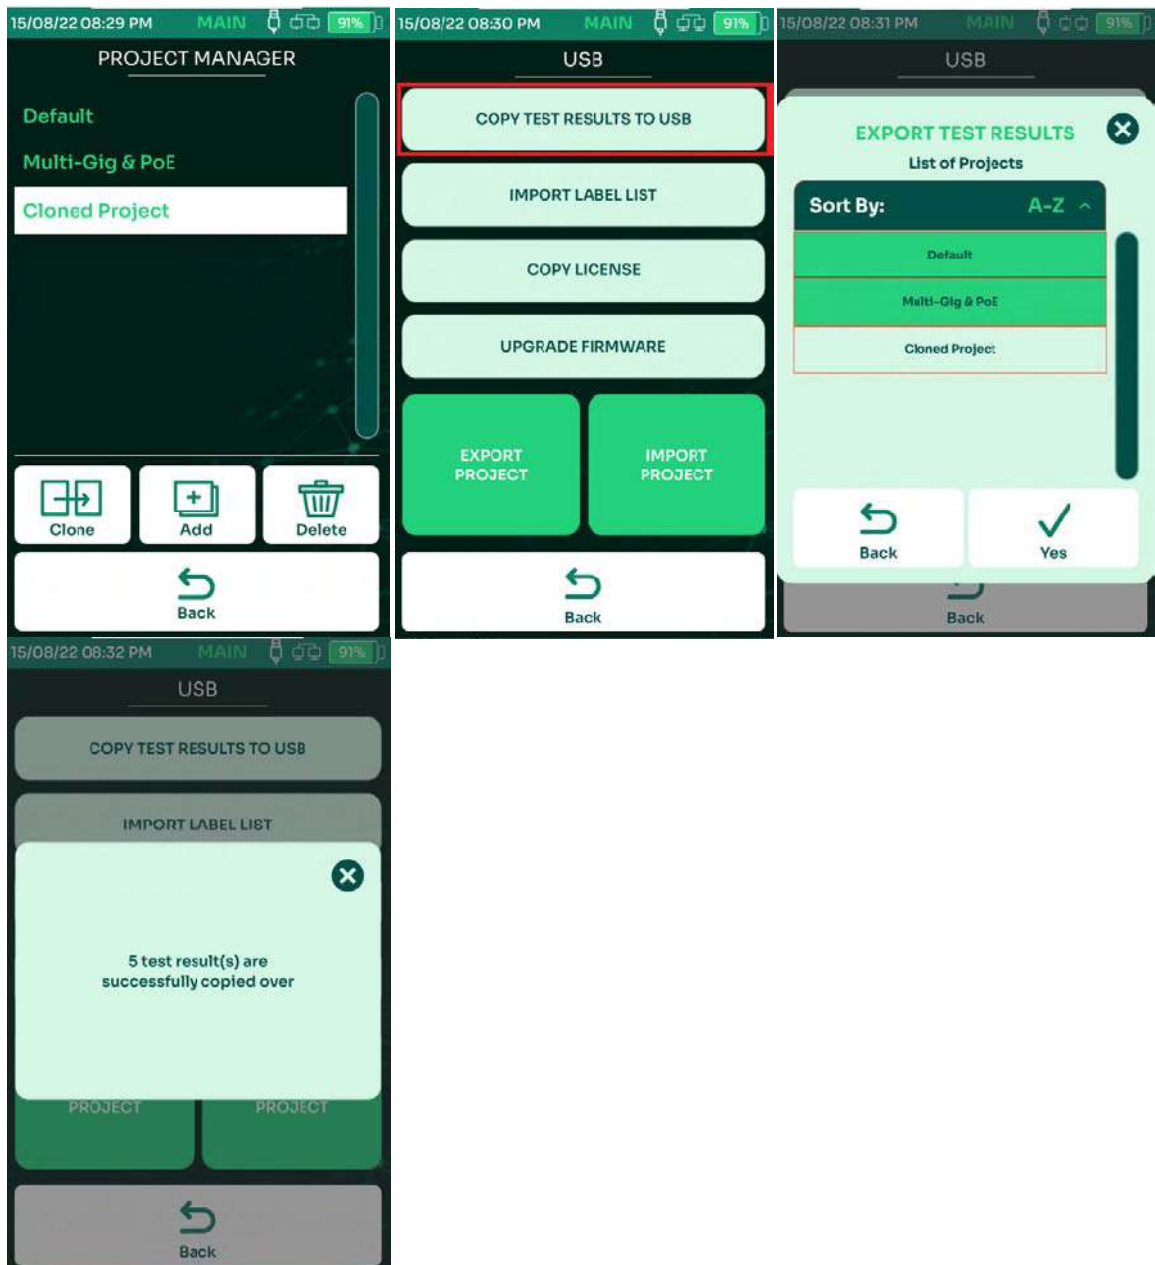 15/08/22 08:29 PM MAIN 91%
PROJECT MANAGER
Default
Multi-Gig & PoE
Cloned Project
Clone Add Delete
Back
15/08/22 08:30 PM MAIN 91%
USB
COPY TEST RESULTS TO USB
IMPORT LABEL LIST
COPY LICENSE
UPGRADE FIRMWARE
EXPORT
PROJECT
IMPORT
PROJECT
Back
15/08/22 08:31 PM MAIN 91%
USB
EXPORT TEST RESULTS
List of Projects
Sort By: A-Z
Default
Multi-Gig & PoE
Cloned Project
Back Yes
Back
15/08/22 08:32 PM MAIN 91%
USB
COPY TEST RESULTS TO USB
IMPORT LABEL LIST
5 test result(s) are
successfully copied over
PROJECT PROJECT
Back